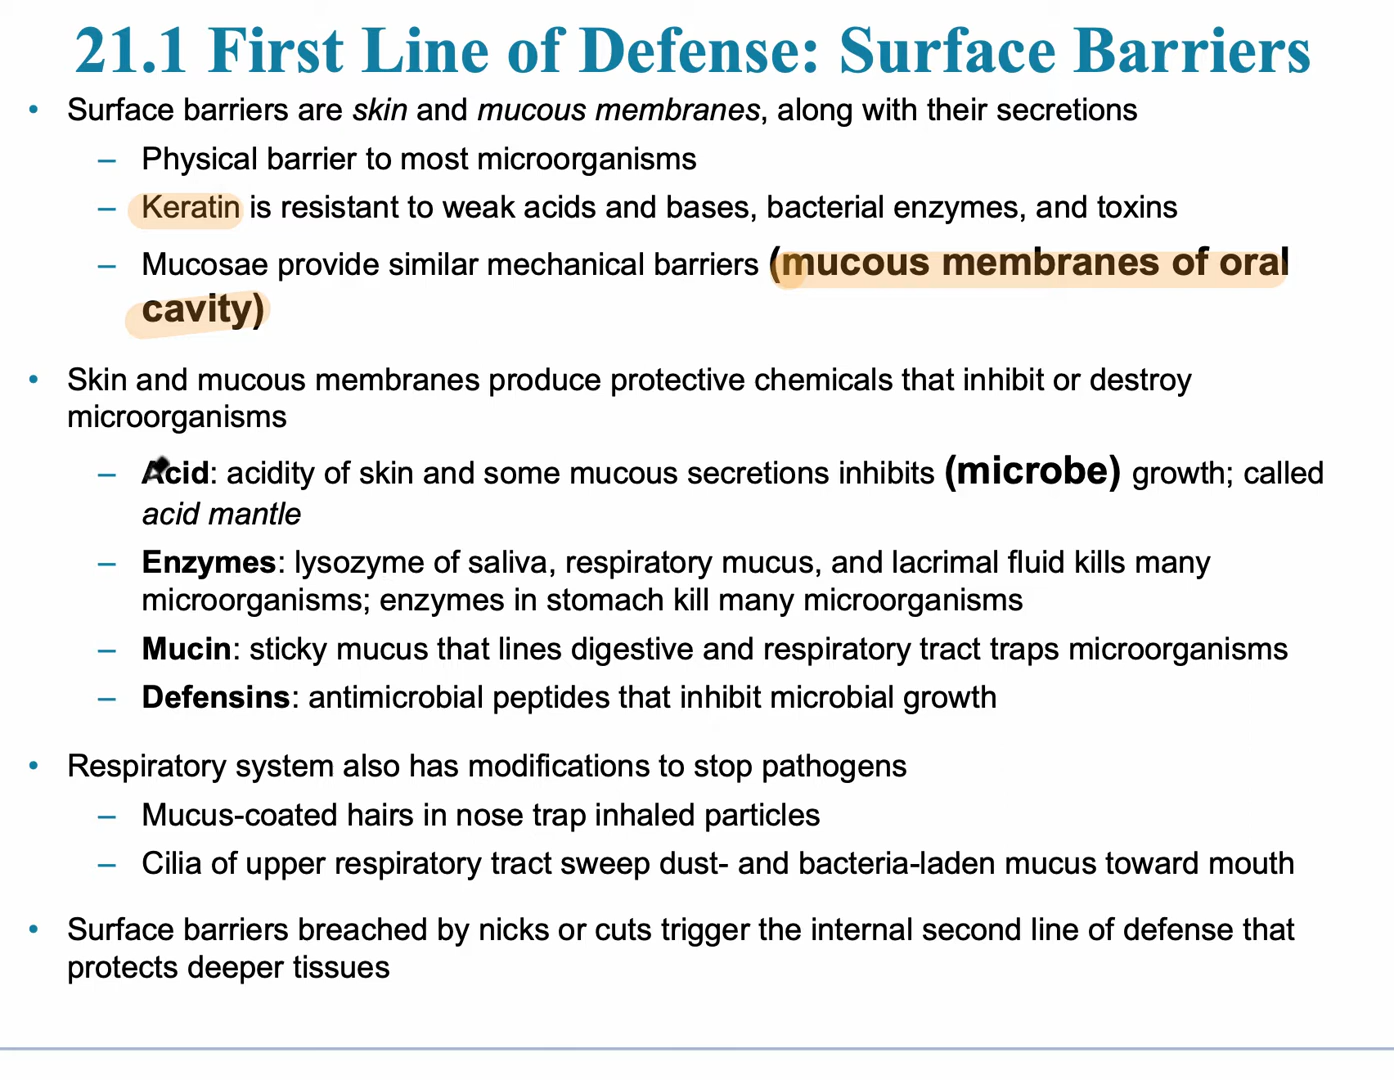 21.1 First Line of Defense: Surface Barriers
• Surface barriers are skin and mucous membranes, along with their secretions
– Physical barrier to most microorganisms
– Keratin is resistant to weak acids and bases, bacterial enzymes, and toxins
– Mucosae provide similar mechanical barriers (mucous membranes of oral
cavity)
• Skin and mucous membranes produce protective chemicals that inhibit or destroy
microorganisms
– Acid: acidity of skin and some mucous secretions inhibits (microbe) growth; called
acid mantle
– Enzymes: lysozyme of saliva, respiratory mucus, and lacrimal fluid kills many
microorganisms; enzymes in stomach kill many microorganisms
– Mucin: sticky mucus that lines digestive and respiratory tract traps microorganisms
– Defensins: antimicrobial peptides that inhibit microbial growth
• Respiratory system also has modifications to stop pathogens
– Mucus-coated hairs in nose trap inhaled particles
– Cilia of upper respiratory tract sweep dust- and bacteria-laden mucus toward mouth
• Surface barriers breached by nicks or cuts trigger the internal second line of defense that
protects deeper tissues